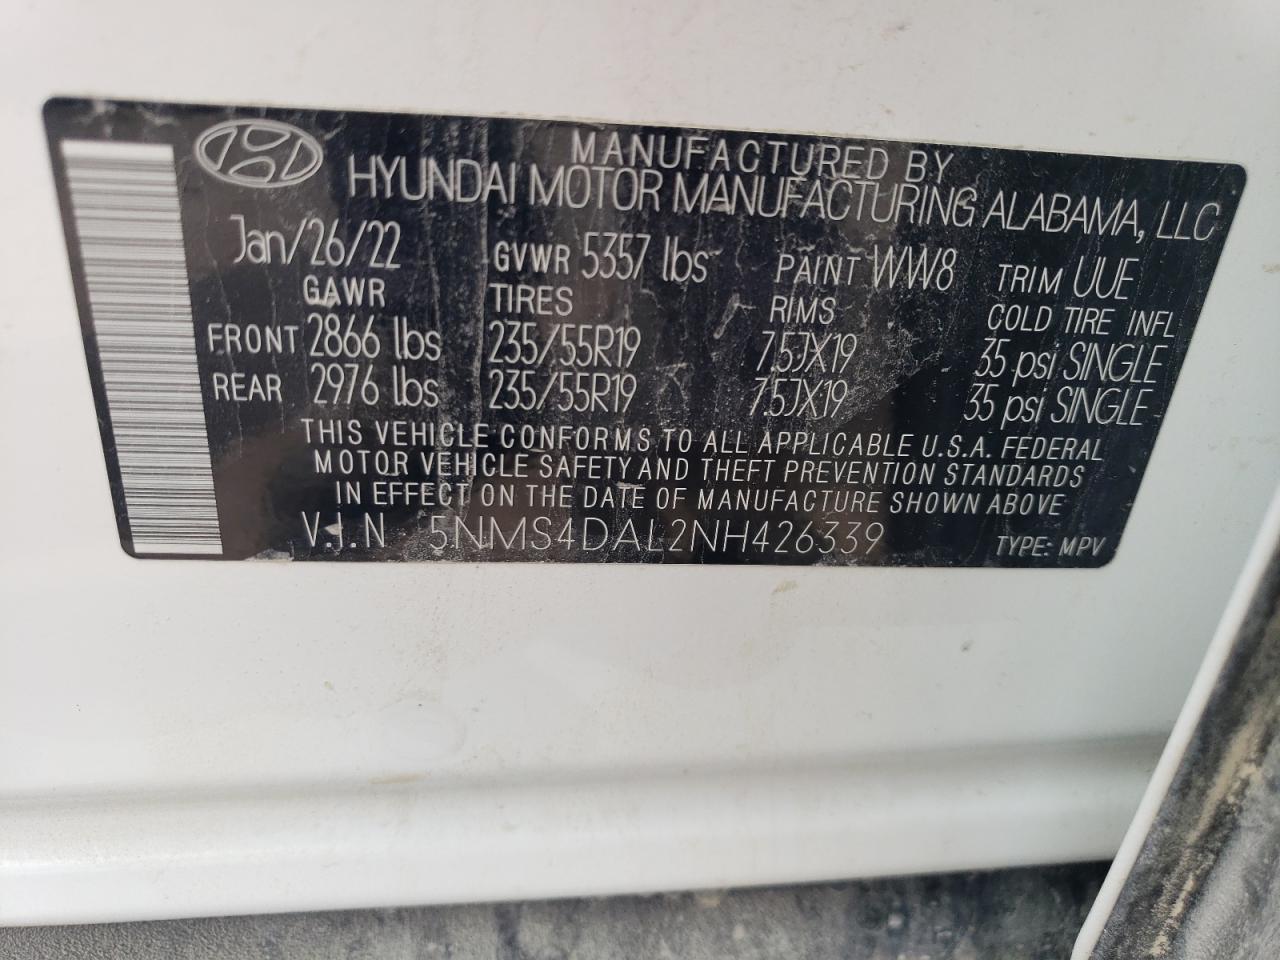 MANUFACTURED BY
HYUNDAI MOTOR MANUFACTURING ALABAMA, LLC
Jan/26/22 GVWR 5357 lbs PAINT WW8 TRIM UUE
GAWR TIRES RIMS COLD TIRE INFL
FRONT 2866 lbs 235/55R19 7.5JX19 35 psi SINGLE
REAR 2976 lbs 235/55R19 7.5JX19 35 psi SINGLE
THIS VEHICLE CONFORMS TO ALL APPLICABLE U.S.A. FEDERAL
MOTOR VEHICLE SAFETY AND THEFT PREVENTION STANDARDS
IN EFFECT ON THE DATE OF MANUFACTURE SHOWN ABOVE
V.I.N 5NMS4DAL2NH426339 TYPE: MPV